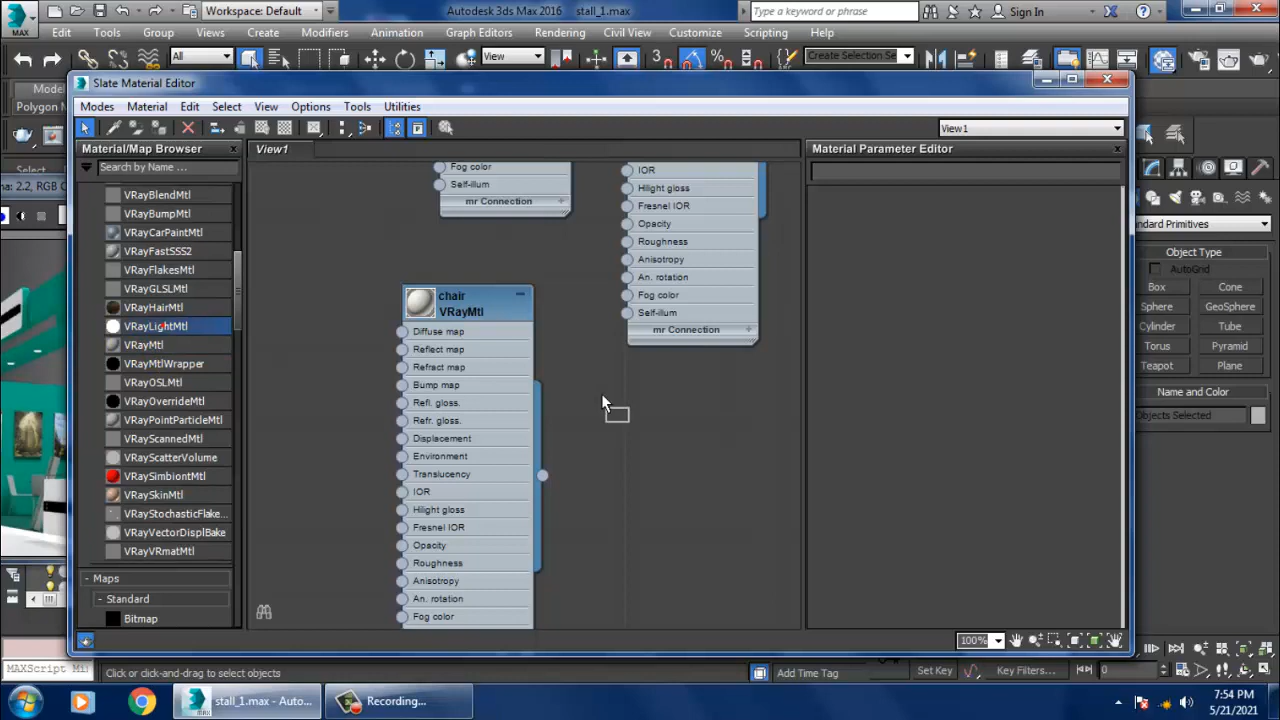 Workspace: Default
Autodesk 3ds Max 2016 stall_1.max
Type a keyword or phrase
Sign In
MAX
Edit Tools Group Views Create Modifiers Animation Graph Editors Rendering Civil View Customize Scripting Help
All
View
Create Selection Se
Slate Material Editor
Modes Material Edit Select View Options Tools Utilities
View1
Material/Map Browser
View1
Material Parameter Editor
Search by Name ...
VRayBlendMtl
VRayBumpMtl
VRayCarPaintMtl
VRayFastSSS2
VRayFlakesMtl
VRayGLSLMtl
VRayHairMtl
VRayLightMtl
VRayMtl
VRayMtlWrapper
VRayOSLMtl
VRayOverrideMtl
VRayPointParticleMtl
VRayScannedMtl
VRayScatterVolume
VRaySimbiontMtl
VRaySkinMtl
VRayStochasticFlake...
VRayVectorDisplBake
VRayVRmatMtl
- Maps
- Standard
Bitmap
Fog color
Self-illum
mr Connection +
IOR
Hilight gloss
Fresnel IOR
Opacity
Roughness
Anisotropy
An. rotation
Fog color
Self-illum
mr Connection +
chair
VRayMtl
Diffuse map
Reflect map
Refract map
Bump map
Refl. gloss.
Refr. gloss.
Displacement
Environment
Translucency
IOR
Hilight gloss
Fresnel IOR
Opacity
Roughness
Anisotropy
An. rotation
Fog color
100%
Mode
Polygon M
Select
a: 2.2, RGB C
andard Primitives
- Object Type
AutoGrid
Box Cone
Sphere GeoSphere
Cylinder Tube
Torus Pyramid
Teapot Plane
- Name and Color
Objects Selected
MAXScript Mi
Click or click-and-drag to select objects
Add Time Tag
Set Key
Key Filters...
0
stall_1.max - Auto...
Recording...
7:54 PM
5/21/2021